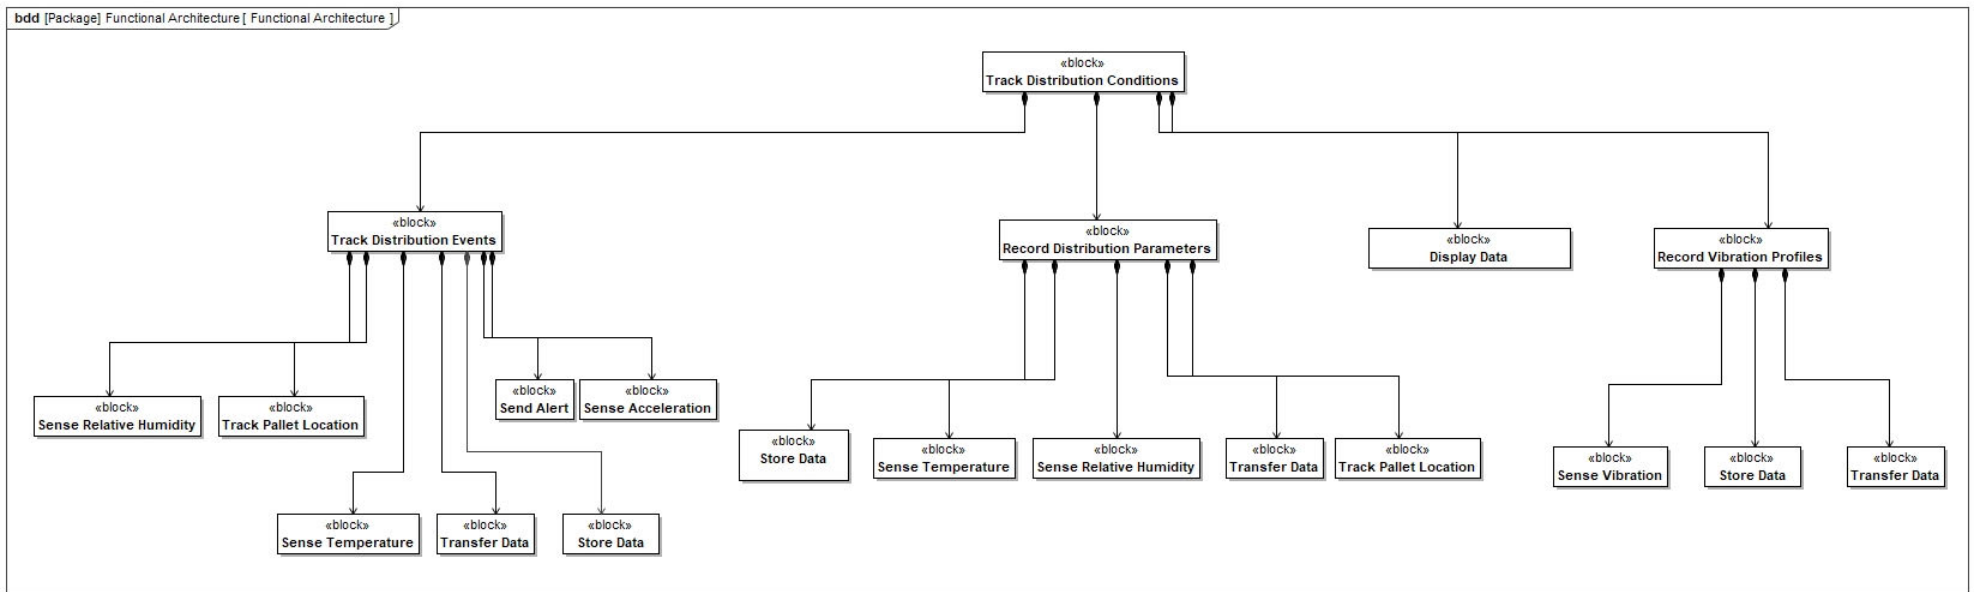 bdd [Package] Functional Architecture [ Functional Architecture ]
«block»
Track Distribution Conditions
«block»
Track Distribution Events
«block»
Record Distribution Parameters
«block»
Display Data
«block»
Record Vibration Profiles
«block»
Sense Relative Humidity
«block»
Track Pallet Location
«block»
Send Alert
«block»
Sense Acceleration
«block»
Sense Temperature
«block»
Transfer Data
«block»
Store Data
«block»
Store Data
«block»
Sense Temperature
«block»
Sense Relative Humidity
«block»
Transfer Data
«block»
Track Pallet Location
«block»
Sense Vibration
«block»
Store Data
«block»
Transfer Data